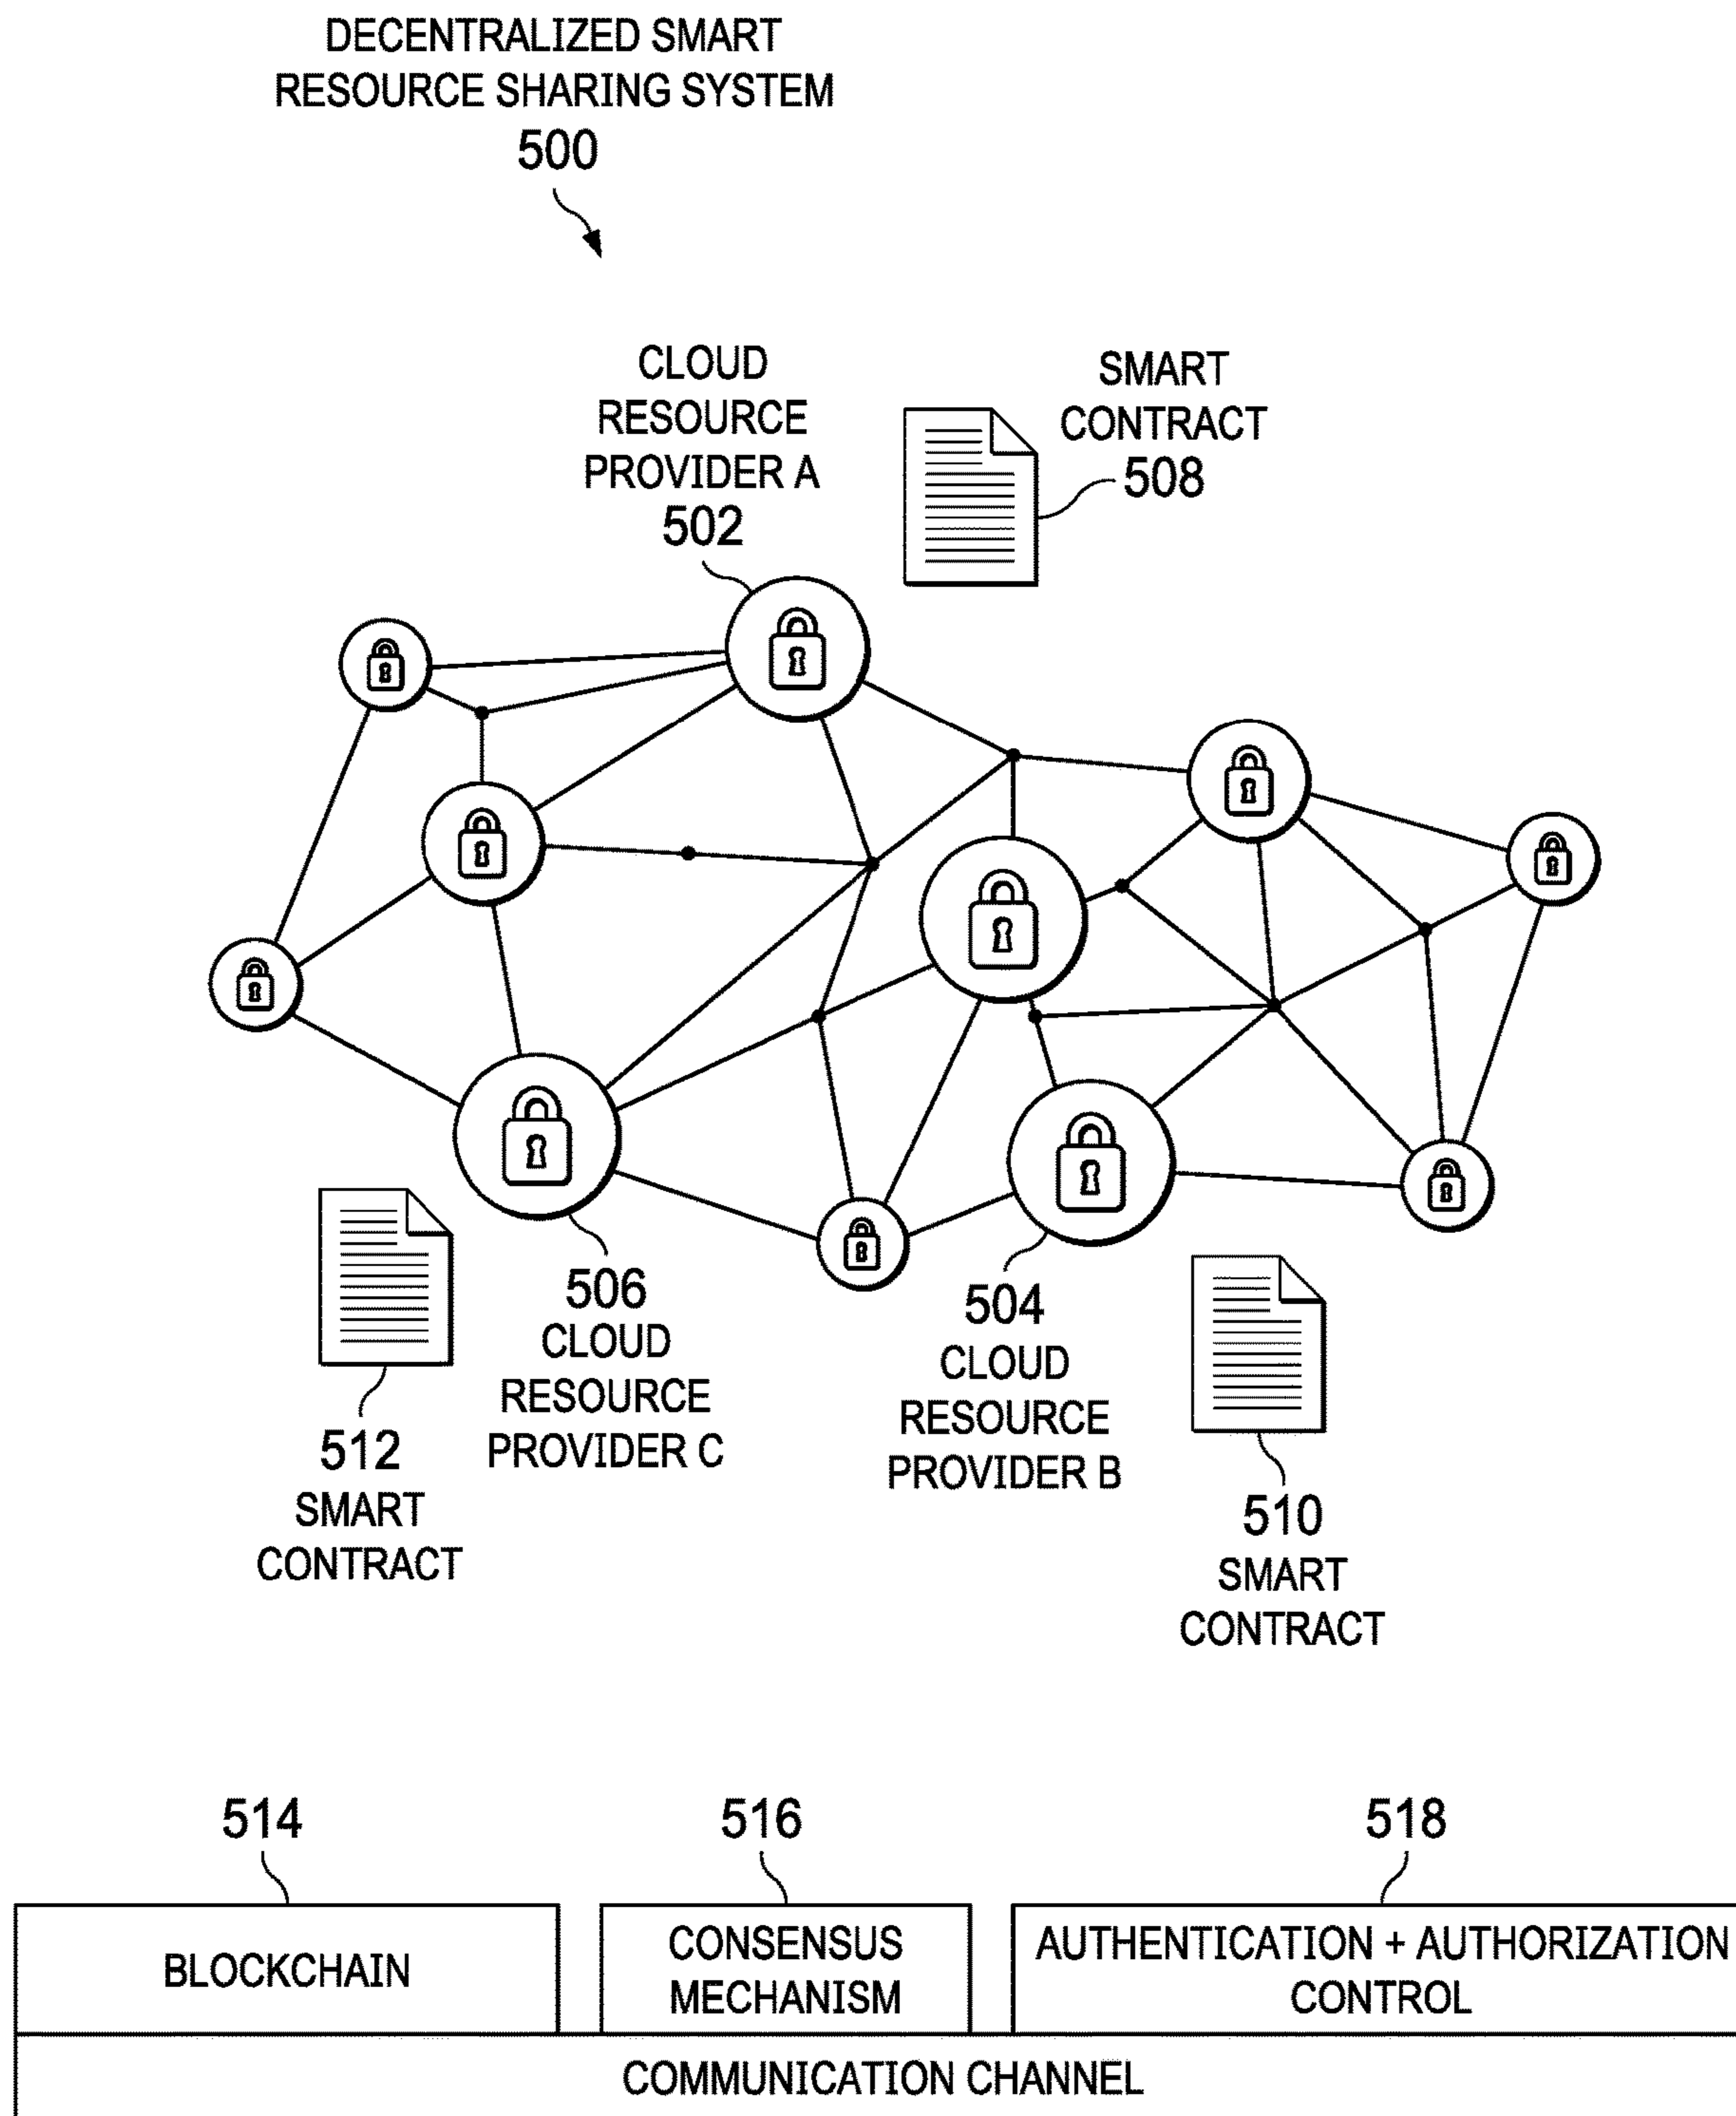 DECENTRALIZED SMART
RESOURCE SHARING SYSTEM
500
CLOUD
RESOURCE
PROVIDER A
502
SMART
CONTRACT
508
506
CLOUD
RESOURCE
PROVIDER C
504
CLOUD
RESOURCE
PROVIDER B
512
SMART
CONTRACT
510
SMART
CONTRACT
514
516
518
BLOCKCHAIN
CONSENSUS
MECHANISM
AUTHENTICATION + AUTHORIZATION
CONTROL
COMMUNICATION CHANNEL